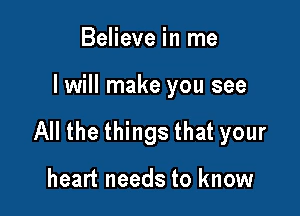 Believe in me
I will make you see
All the things that your
heart needs to know